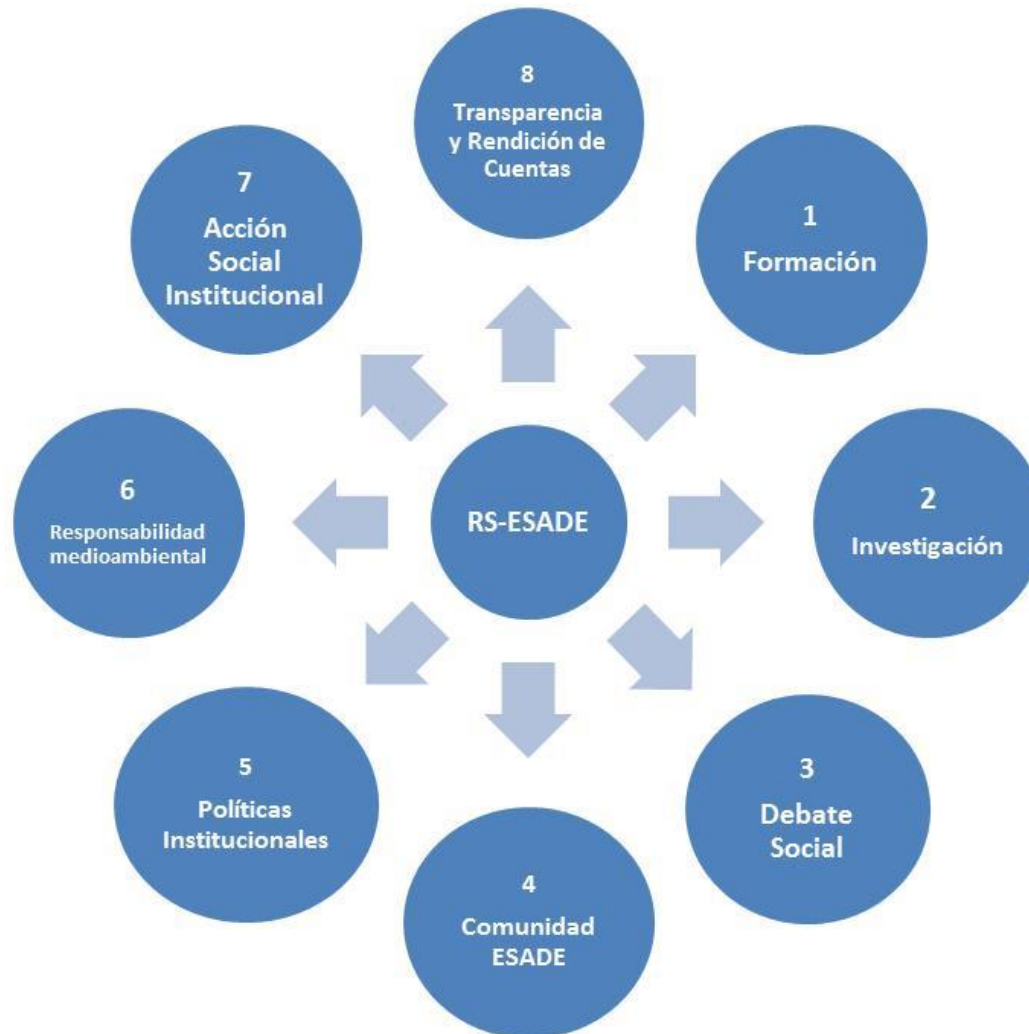 8
Transparencia
y Rendición de
Cuentas
1
Formación
2
Investigación
3
Debate
Social
4
Comunidad
ESADE
5
Políticas
Institucionales
6
Responsabilidad
medioambiental
7
Acción
Social
Institucional
RS-ESADE